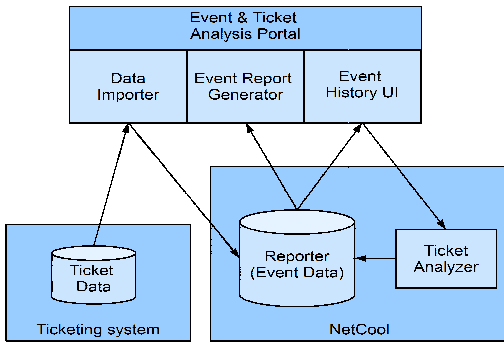 Event & Ticket
Analysis Portal
Data
Importer
Event Report
Generator
Event
History UI
Reporter
(Event Data)
Ticket
Analyzer
Ticket
Data
Ticketing system
NetCool